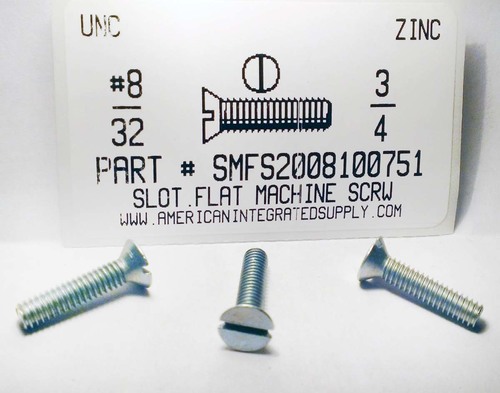 UNC ZINC
#8 3
32 4
PART # SMFS2008100751
SLOT.FLAT MACHINE SCRW
WWW.AMERICANINTEGRATEDSUPPLY.COM